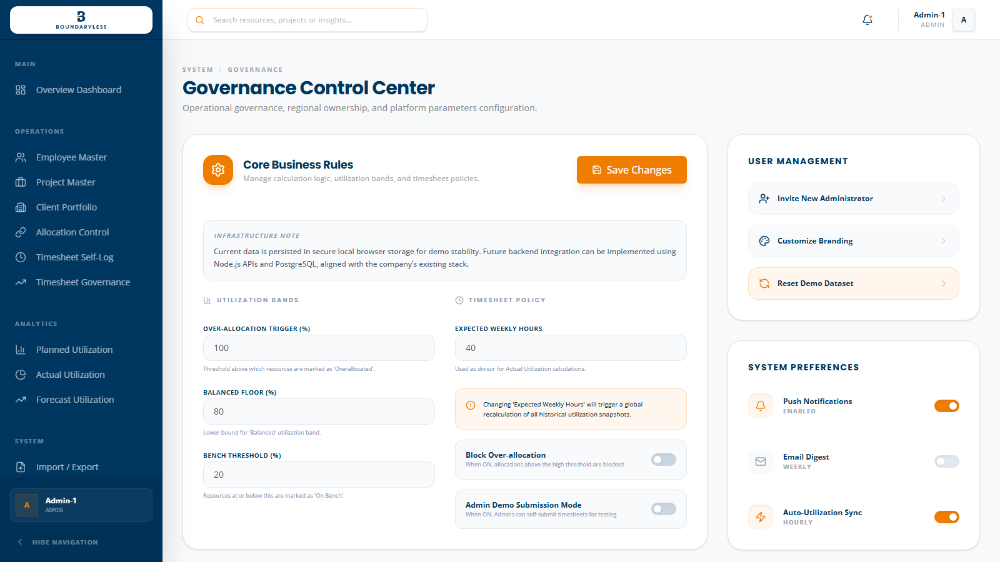 BOUNDARYLESS
MAIN
Overview Dashboard
OPERATIONS
Employee Master
Project Master
Client Portfolio
Allocation Control
Timesheet Self-Log
Timesheet Governance
ANALYTICS
Planned Utilization
Actual Utilization
Forecast Utilization
SYSTEM
Import / Export
A
Admin-1
ADMIN
HIDE NAVIGATION
Search resources, projects or insights...
Admin-1
ADMIN
A
SYSTEM / GOVERNANCE
Governance Control Center
Operational governance, regional ownership, and platform parameters configuration.
Core Business Rules
Manage calculation logic, utilization bands, and timesheet policies.
Save Changes
INFRASTRUCTURE NOTE
Current data is persisted in secure local browser storage for demo stability. Future backend integration can be implemented using
Node.js APIs and PostgreSQL, aligned with the company’s existing stack.
UTILIZATION BANDS
OVER-ALLOCATION TRIGGER (%)
100
Threshold above which resources are marked as 'Overallocated'.
BALANCED FLOOR (%)
80
Lower bound for 'Balanced' utilization band.
BENCH THRESHOLD (%)
20
Resources at or below this are marked as 'On Bench'.
TIMESHEET POLICY
EXPECTED WEEKLY HOURS
40
Used as divisor for Actual Utilization calculations.
Changing 'Expected Weekly Hours' will trigger a global
recalculation of all historical utilization snapshots.
Block Over-allocation
When ON, allocations above the high threshold are blocked.
Admin Demo Submission Mode
When ON, Admins can self-submit timesheets for testing.
USER MANAGEMENT
Invite New Administrator
Customize Branding
Reset Demo Dataset
SYSTEM PREFERENCES
Push Notifications
ENABLED
Email Digest
WEEKLY
Auto-Utilization Sync
HOURLY